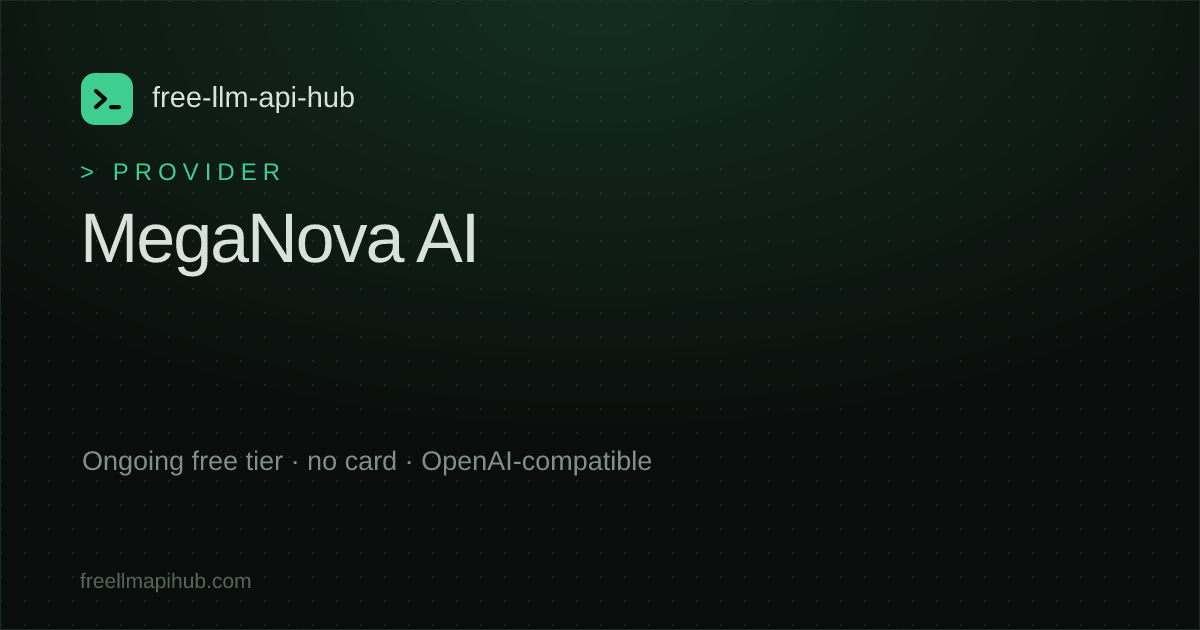 free-llm-api-hub
> PROVIDER
MegaNova AI
Ongoing free tier · no card · OpenAI-compatible
freellmapihub.com